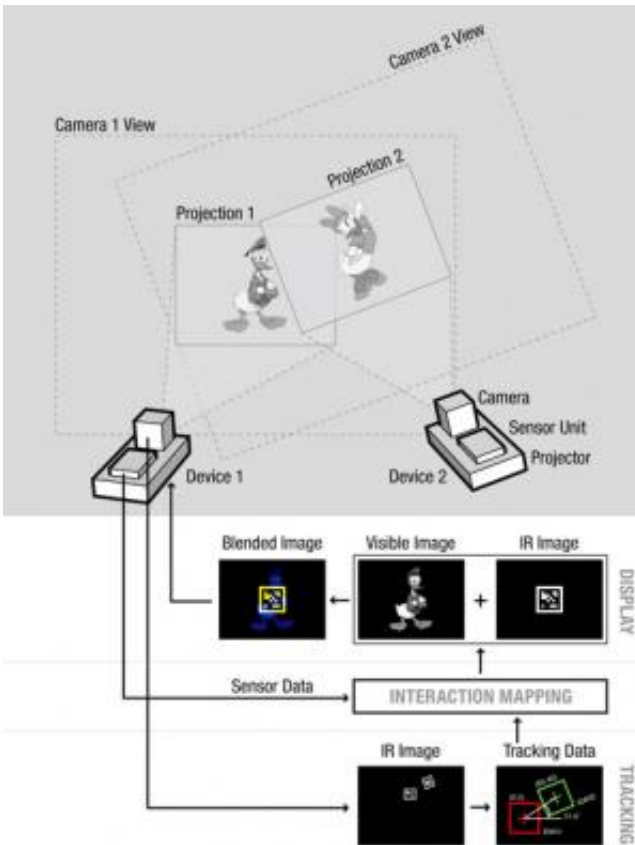 Camera 2 View
Camera 1 View
Projection 2
Projection 1
Camera
Sensor Unit
Projector
Device 1
Device 2
Blended Image
Visible Image
IR Image
+
DISPLAY
Sensor Data
INTERACTION MAPPING
IR Image
Tracking Data
TRACKING